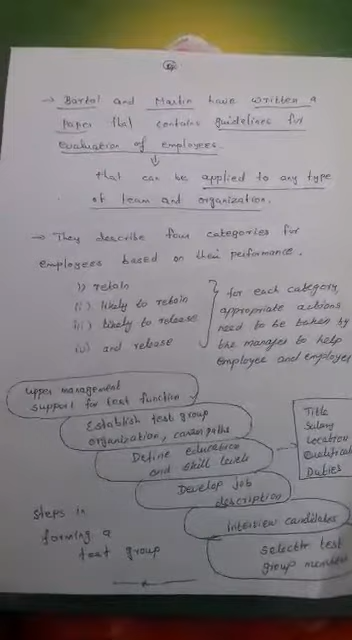 → Bartol and Martin have written a
paper that contains guidelines for
evaluation of employees.
↓
that can be applied to any type
of team and organization.
→ They describe four categories for
employees based on their performance.
i) retain
ii) likely to retain
iii) likely to release
iv) and release
for each category,
appropriate actions
need to be taken by
the manager to help
employee and employer
upper management
support for test function
Establish test group
organization, career paths
Define education
and skill levels
Develop job
description
Interview candidates
select test
group members
Title
Salary
Location
Qualificat
Duties
steps in
forming a
test group